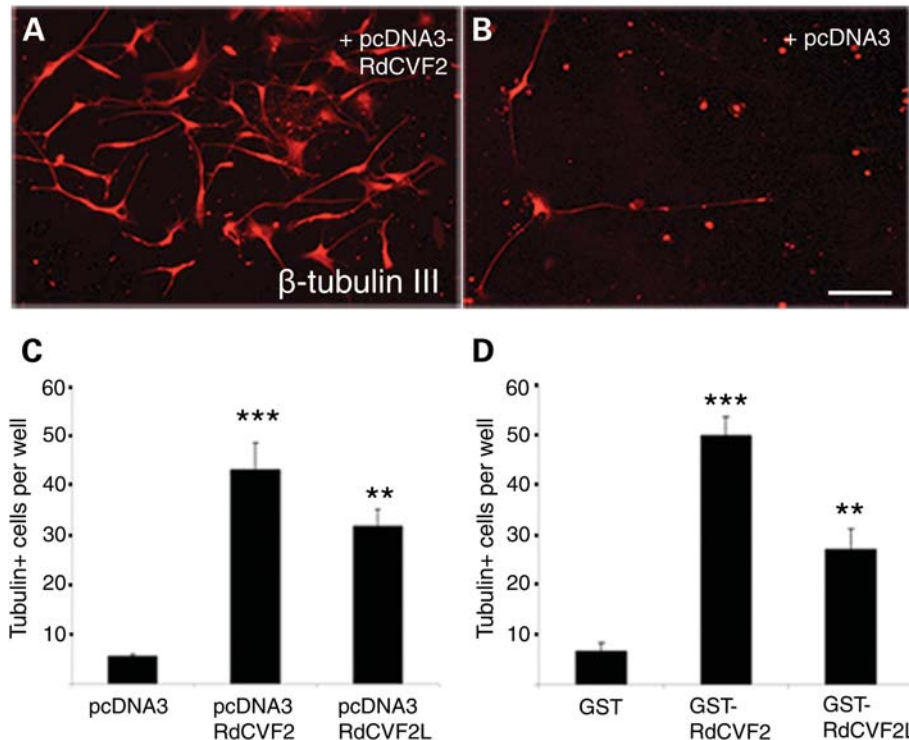 A
+ pcDNA3-
RdCVF2
β-tubulin III
B
+ pcDNA3
C
Tubulin+ cells per well
60
50
40
30
20
10
***
**
pcDNA3
pcDNA3
RdCVF2
pcDNA3
RdCVF2L
D
Tubulin+ cells per well
60
50
40
30
20
10
***
**
GST
GST-
RdCVF2
GST-
RdCVF2L